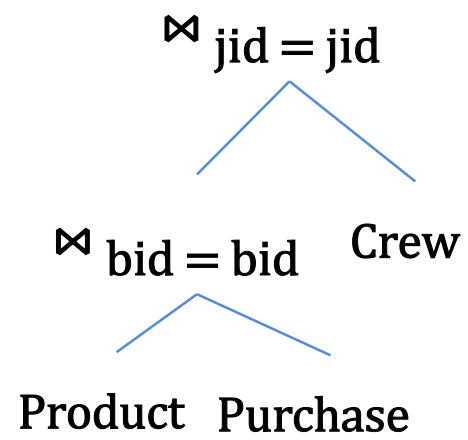 ⋈ jid = jid
⋈ bid = bid
Crew
Product
Purchase